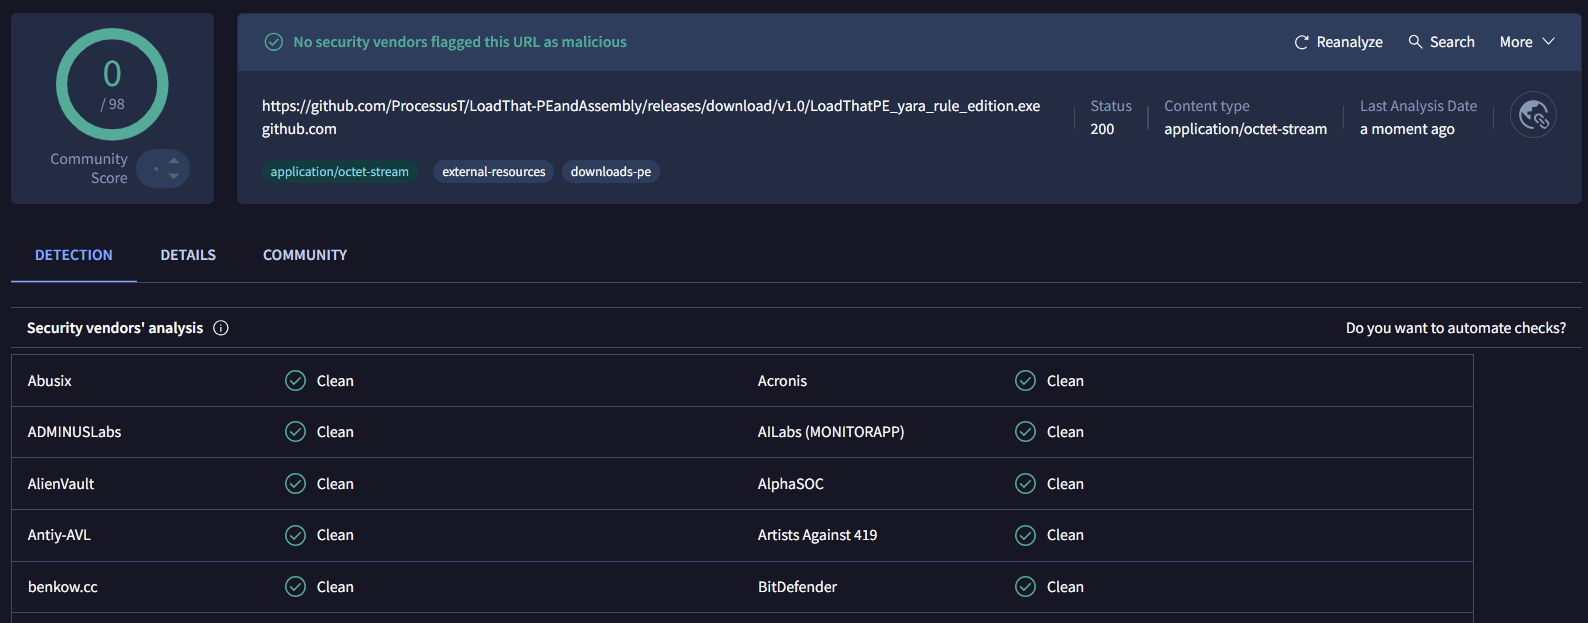 0
/ 98
Community
Score
No security vendors flagged this URL as malicious
Reanalyze
Search
More
https://github.com/ProcessusT/LoadThat-PEandAssembly/releases/download/v1.0/LoadThatPE_yara_rule_edition.exe
github.com
application/octet-stream
external-resources
downloads-pe
Status
200
Content type
application/octet-stream
Last Analysis Date
a moment ago
DETECTION
DETAILS
COMMUNITY
Security vendors' analysis
Do you want to automate checks?
Abusix Clean Acronis Clean
ADMINUSLabs Clean AILabs (MONITORAPP) Clean
AlienVault Clean AlphaSOC Clean
Antiy-AVL Clean Artists Against 419 Clean
benkow.cc Clean BitDefender Clean